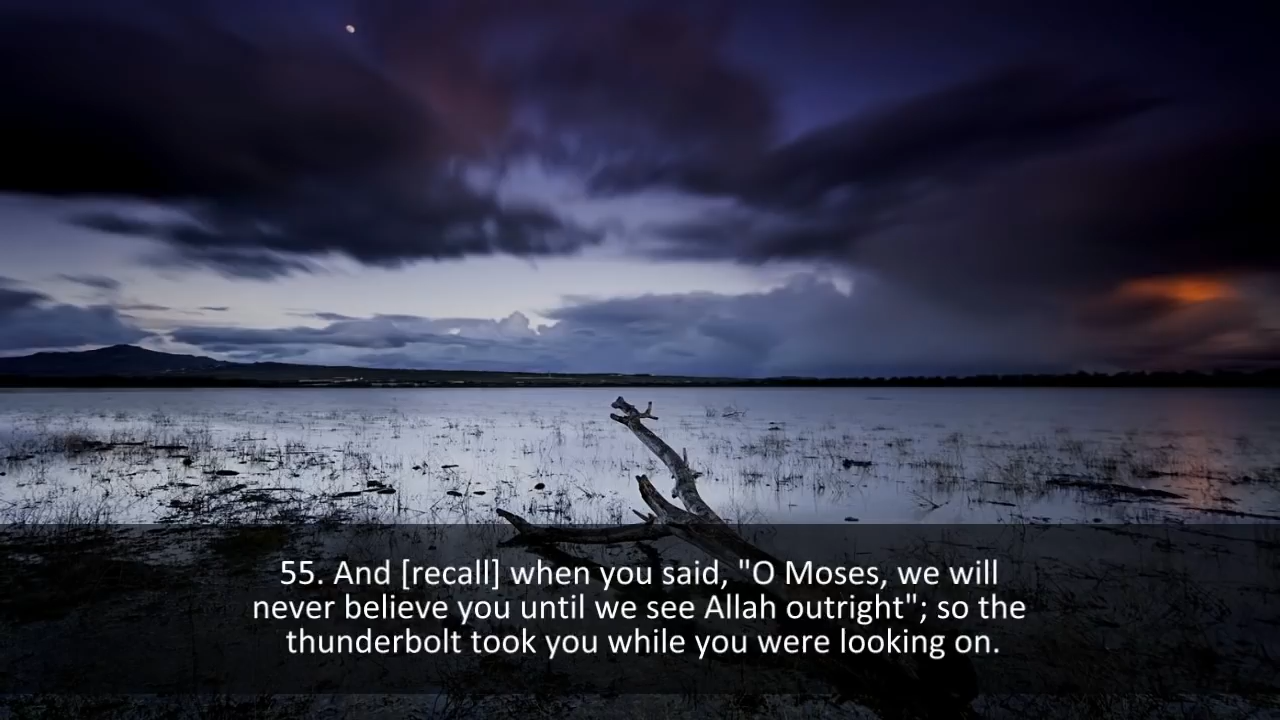 55. And [recall] when you said, "O Moses, we will
never believe you until we see Allah outright"; so the
thunderbolt took you while you were looking on.